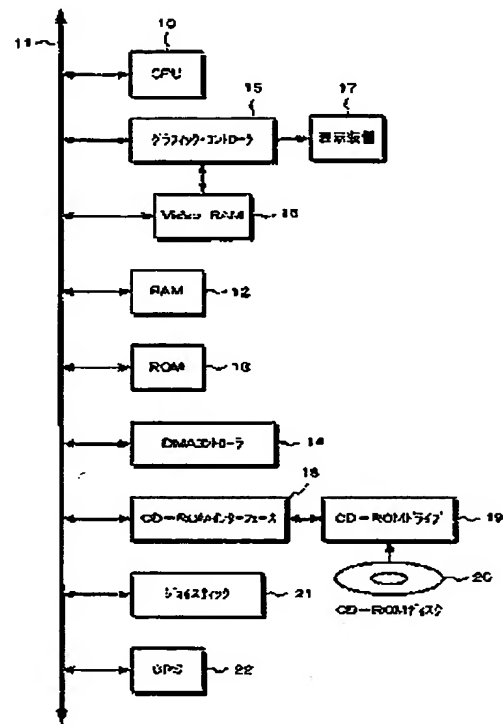 10
11
CPU
15
17
グラフィック・コントローラ
表示装置
Video RAM
RAM
12
ROM
DMAコントローラ
14
18
CD-ROMインターフェース
CD-ROMドライブ
19
20
CD-ROMディスク
ジョイスティック
21
GPS
22